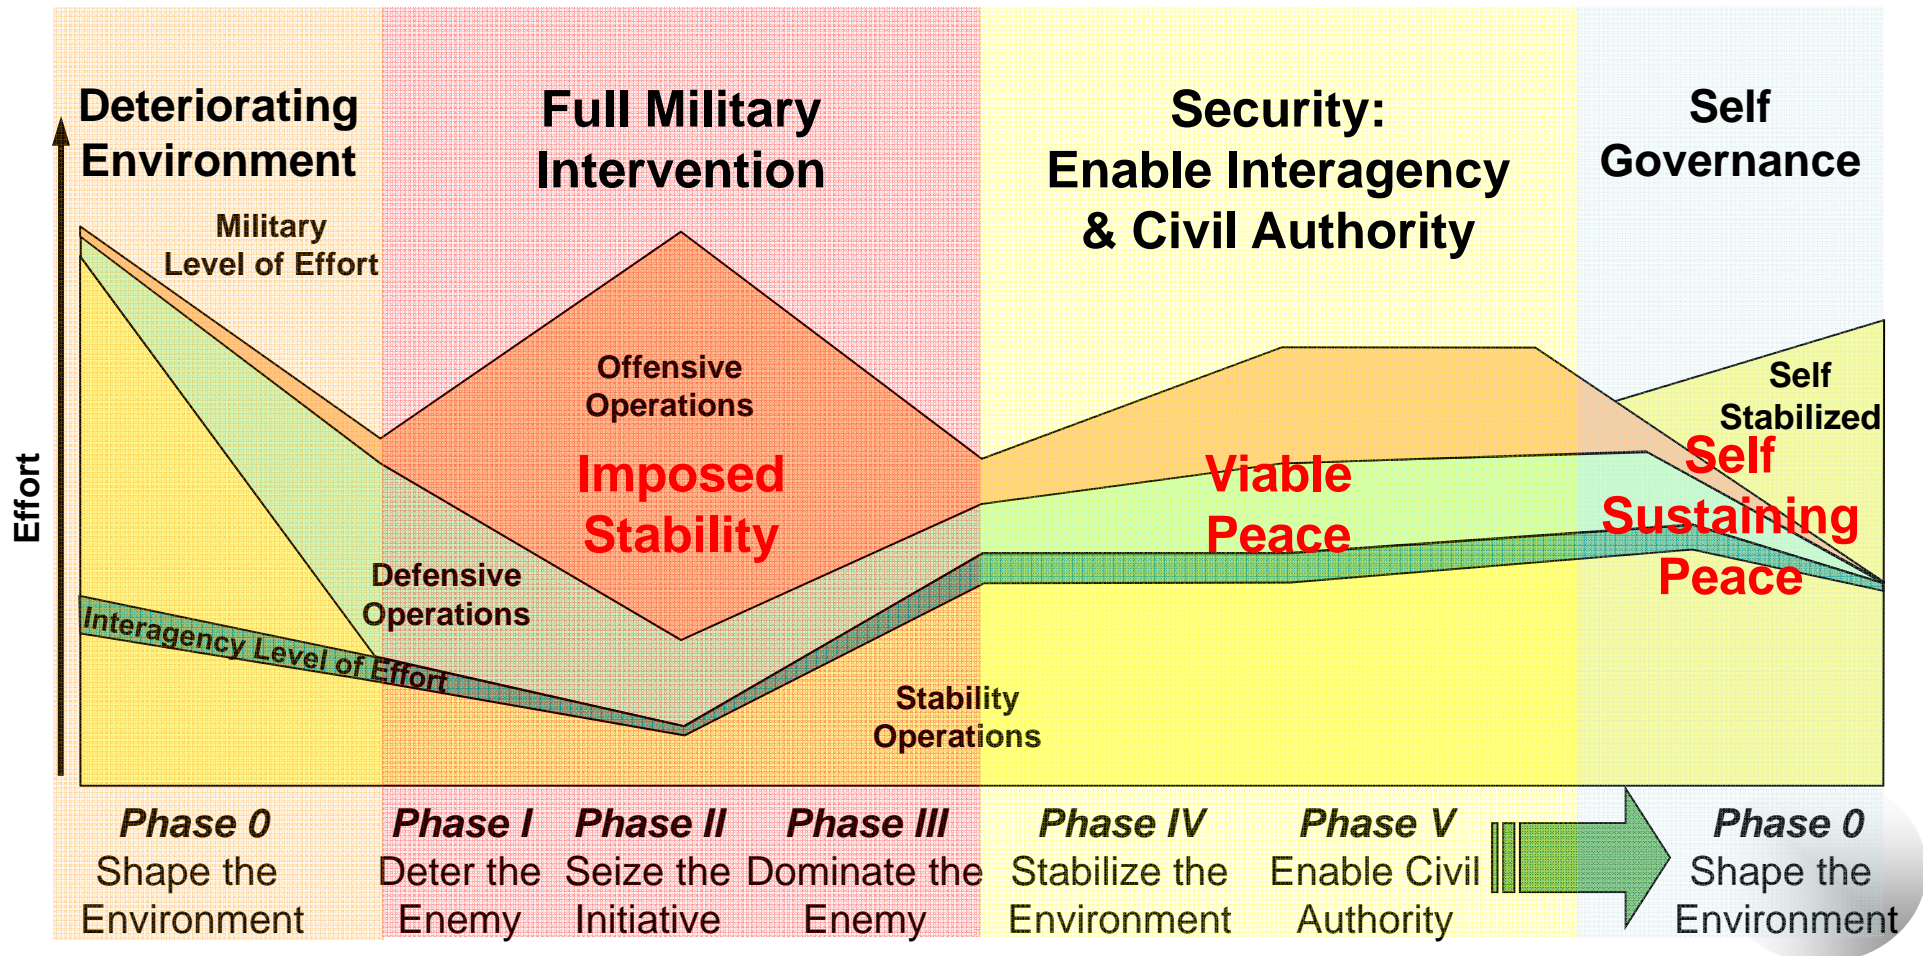 Deteriorating
Environment
Full Military
Intervention
Security:
Enable Interagency
& Civil Authority
Self
Governance
Military
Level of Effort
Offensive
Operations
Imposed
Stability
Defensive
Operations
Interagency Level of Effort
Stability
Operations
Viable
Peace
Self
Stabilized
Self
Sustaining
Peace
Effort
Phase 0
Shape the
Environment
Phase I
Deter the
Enemy
Phase II
Seize the
Initiative
Phase III
Dominate the
Enemy
Phase IV
Stabilize the
Environment
Phase V
Enable Civil
Authority
Phase 0
Shape the
Environment